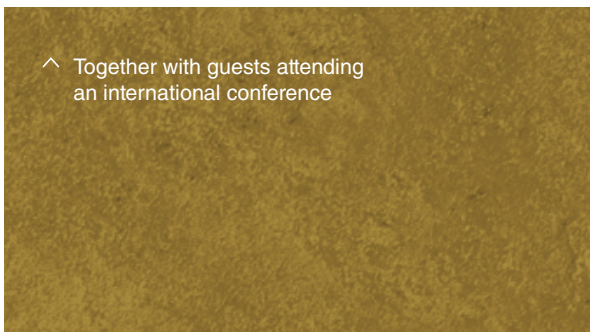 ^ Together with guests attending
an international conference